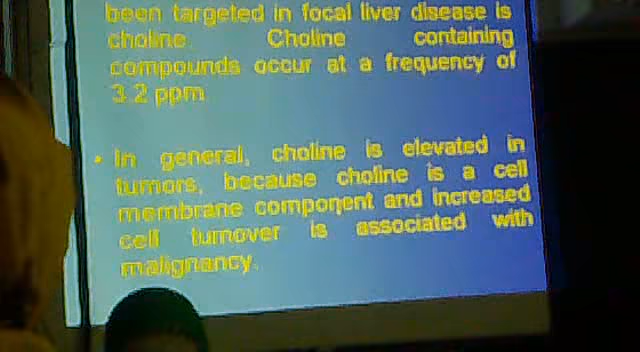 been targeted in focal liver disease is
choline. Choline containing
compounds occur at a frequency of
3.2 ppm
• In general, choline is elevated in
tumors, because choline is a cell
membrane component and increased
cell turnover is associated with
malignancy.